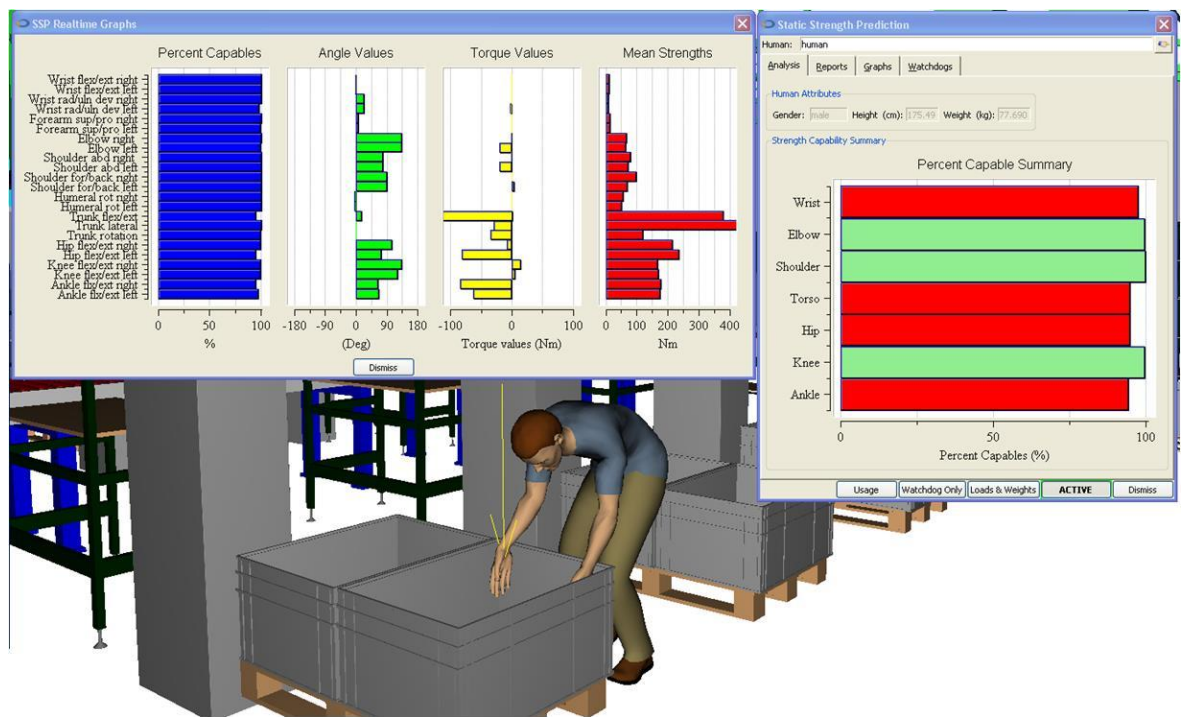 SSP Realtime Graphs
Percent Capables Angle Values Torque Values Mean Strengths
Wrist flex/ext right
Wrist flex/ext left
Wrist rad/uln dev right
Wrist rad/uln dev left
Forearm sup/pro right
Forearm sup/pro left
Elbow right
Elbow left
Shoulder abd right
Shoulder abd left
Shoulder for/back right
Shoulder for/back left
Humeral rot right
Humeral rot left
Trunk flex/ext
Trunk lateral
Trunk rotation
Hip flex/ext right
Hip flex/ext left
Knee flex/ext right
Knee flex/ext left
Ankle flx/ext right
Ankle flx/ext left
0 100 -180 -90 0 90 180 -100 0 100 0 100 200 300 400
% (Deg) Torque values (Nm) Nm
Dismiss
Static Strength Prediction
Human: human
Analysis Reports Graphs Watchdogs
Human Attributes
Gender: male Height (cm): 175.49 Weight (kg): 77.690
Strength Capability Summary
Percent Capable Summary
Wrist
Elbow
Shoulder
Torso
Hip
Knee
Ankle
0 50 100
Percent Capables (%)
Usage Watchdog Only Loads & Weights ACTIVE Dismiss